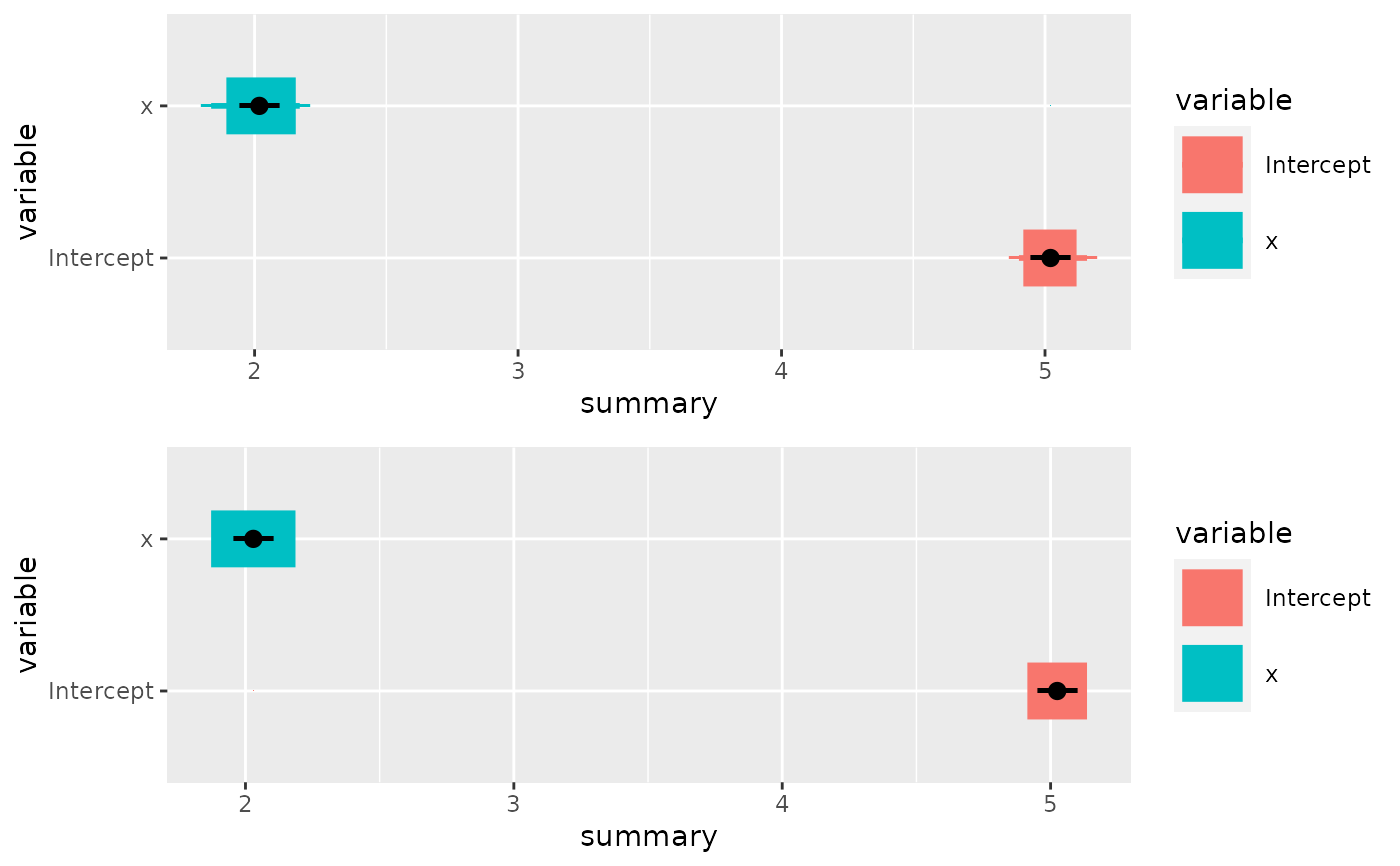 variable
x
Intercept
2 3 4 5
summary
variable
Intercept
x
variable
x
Intercept
2 3 4 5
summary
variable
Intercept
x